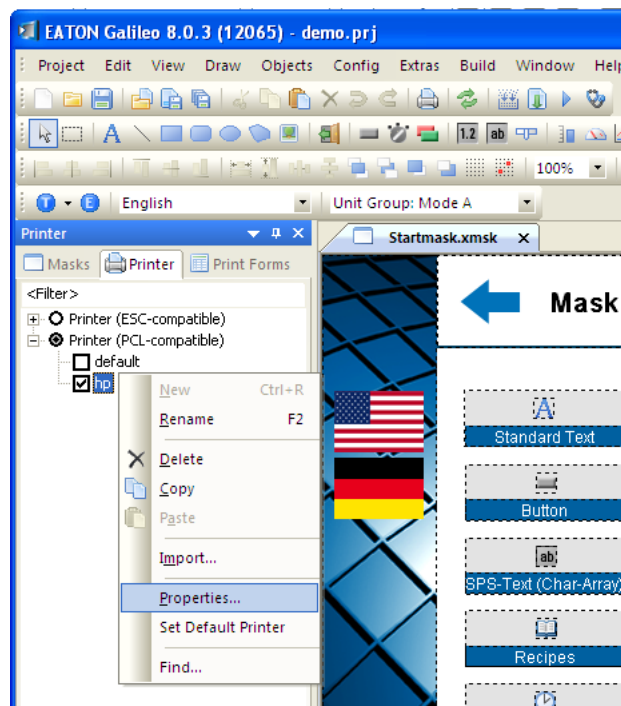 EATON Galileo 8.0.3 (12065) - demo.prj
Project Edit View Draw Objects Config Extras Build Window Help
A 1.2 ab
100%
T E English Unit Group: Mode A
Printer
Startmask.xmsk
Masks Printer Print Forms
<Filter>
Printer (ESC-compatible)
Printer (PCL-compatible)
default
hp
New Ctrl+R
Rename F2
Delete
Copy
Paste
Import...
Properties...
Set Default Printer
Find...
Mask
A
Standard Text
Button
ab
SPS-Text (Char-Array)
Recipes